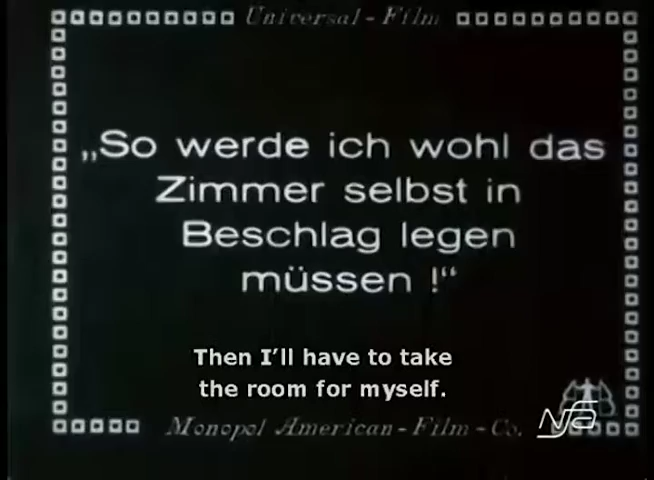 Universal-Film
„So werde ich wohl das
Zimmer selbst in
Beschlag legen
müssen !“
Then I'll have to take
the room for myself.
Monopol American-Film-Co.
nfa